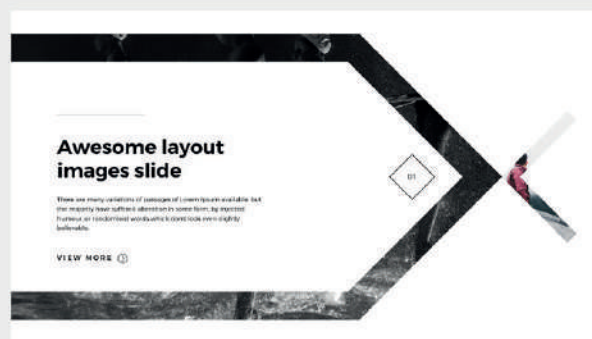 Awesome layout
images slide
There are many variations of passages of Lorem Ipsum available but
the majority have suffered alteration in some form, by injected
humour, or randomised words which dont look even slightly
believable.
VIEW MORE
01